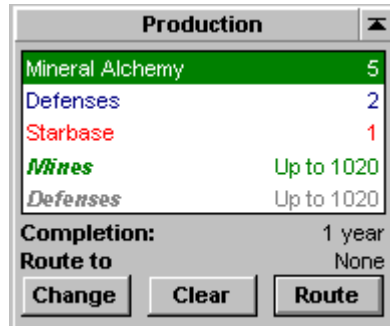 Production
Mineral Alchemy 5
Defenses 2
Starbase 1
Mines Up to 1020
Defenses Up to 1020
Completion: 1 year
Route to None
Change Clear Route